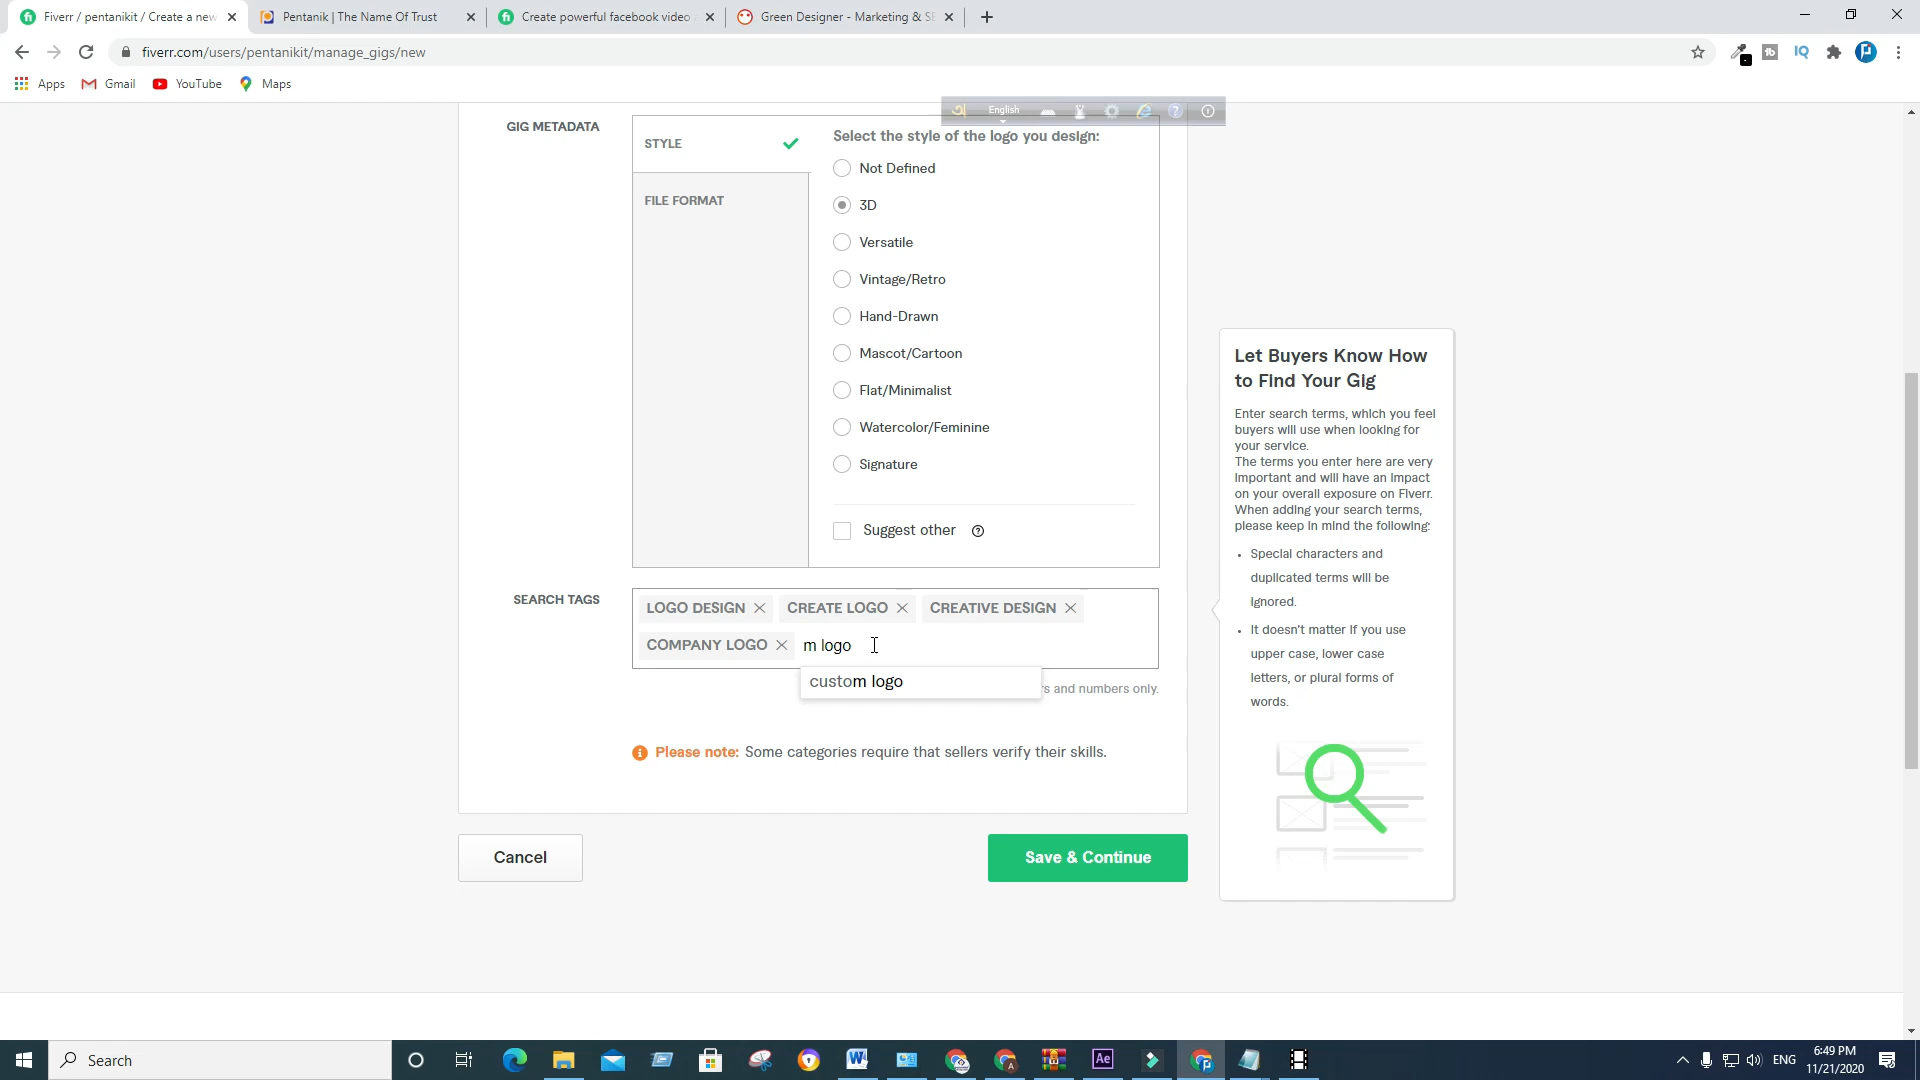 Fiverr / pentanikit / Create a new
Pentanik | The Name Of Trust
Create powerful facebook video
Green Designer - Marketing & SE
fiverr.com/users/pentanikit/manage_gigs/new
Apps
Gmail
YouTube
Maps
English
GIG METADATA
STYLE
FILE FORMAT
Select the style of the logo you design:
Not Defined
3D
Versatile
Vintage/Retro
Hand-Drawn
Mascot/Cartoon
Flat/Minimalist
Watercolor/Feminine
Signature
Suggest other
SEARCH TAGS
LOGO DESIGN
CREATE LOGO
CREATIVE DESIGN
COMPANY LOGO
m logo
custom logo
s and numbers only.
Please note: Some categories require that sellers verify their skills.
Cancel
Save & Continue
Let Buyers Know How
to Find Your Gig
Enter search terms, which you feel
buyers will use when looking for
your service.
The terms you enter here are very
important and will have an impact
on your overall exposure on Fiverr.
When adding your search terms,
please keep in mind the following:
Special characters and
duplicated terms will be
ignored.
It doesn't matter if you use
upper case, lower case
letters, or plural forms of
words.
Search
ENG
6:49 PM
11/21/2020